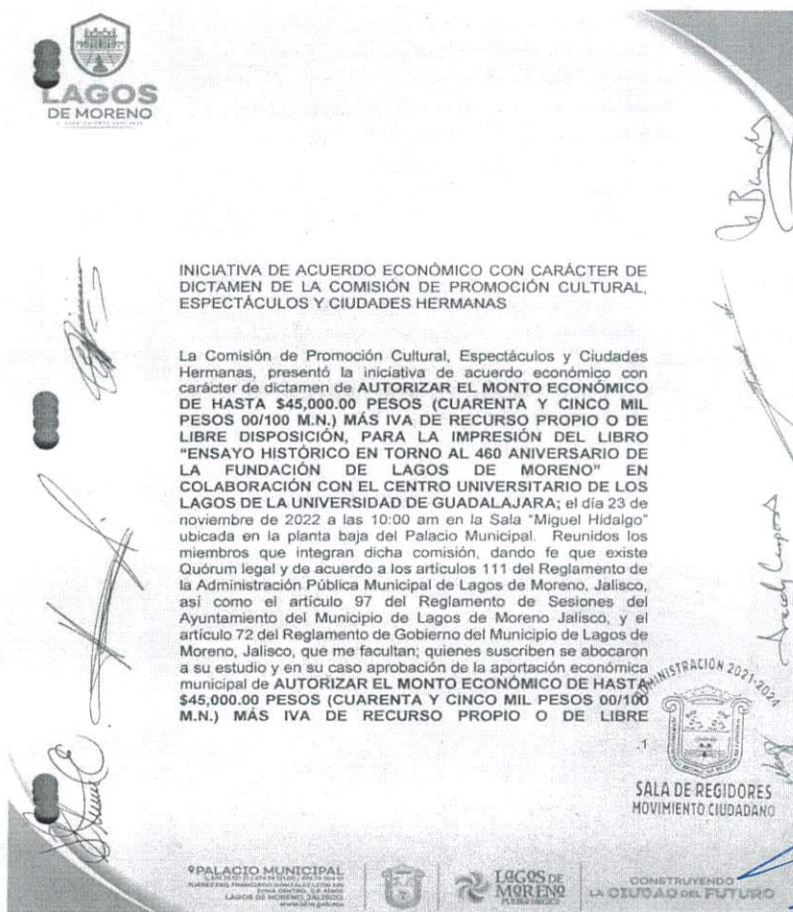 LAGOS
DE MORENO
INICIATIVA DE ACUERDO ECONÓMICO CON CARÁCTER DE
DICTAMEN DE LA COMISIÓN DE PROMOCIÓN CULTURAL,
ESPECTÁCULOS Y CIUDADES HERMANAS
La Comisión de Promoción Cultural, Espectáculos y Ciudades
Hermanas, presentó la iniciativa de acuerdo económico con
carácter de dictamen de AUTORIZAR EL MONTO ECONÓMICO
DE HASTA $45,000.00 PESOS (CUARENTA Y CINCO MIL
PESOS 00/100 M.N.) MÁS IVA DE RECURSO PROPIO O DE
LIBRE DISPOSICIÓN, PARA LA IMPRESIÓN DEL LIBRO
"ENSAYO HISTÓRICO EN TORNO AL 460 ANIVERSARIO DE
LA FUNDACIÓN DE LAGOS DE MORENO" EN
COLABORACIÓN CON EL CENTRO UNIVERSITARIO DE LOS
LAGOS DE LA UNIVERSIDAD DE GUADALAJARA; el día 23 de
noviembre de 2022 a las 10:00 am en la Sala "Miguel Hidalgo"
ubicada en la planta baja del Palacio Municipal. Reunidos los
miembros que integran dicha comisión, dando fe que existe
Quórum legal y de acuerdo a los artículos 111 del Reglamento de
la Administración Pública Municipal de Lagos de Moreno, Jalisco,
así como el artículo 97 del Reglamento de Sesiones del
Ayuntamiento del Municipio de Lagos de Moreno Jalisco, y el
artículo 72 del Reglamento de Gobierno del Municipio de Lagos de
Moreno, Jalisco, que me facultan; quienes suscriben se abocaron
a su estudio y en su caso aprobación de la aportación económica
municipal de AUTORIZAR EL MONTO ECONÓMICO DE HASTA
$45,000.00 PESOS (CUARENTA Y CINCO MIL PESOS 00/100
M.N.) MÁS IVA DE RECURSO PROPIO O DE LIBRE
.1
ADMINISTRACIÓN 2021-2024
SALA DE REGIDORES
MOVIMIENTO CIUDADANO
PALACIO MUNICIPAL
LAGOS DE MORENO, JALISCO
LAGOS DE
MORENO
PUEBLO MÁGICO
CONSTRUYENDO
LA CIUDAD DEL FUTURO